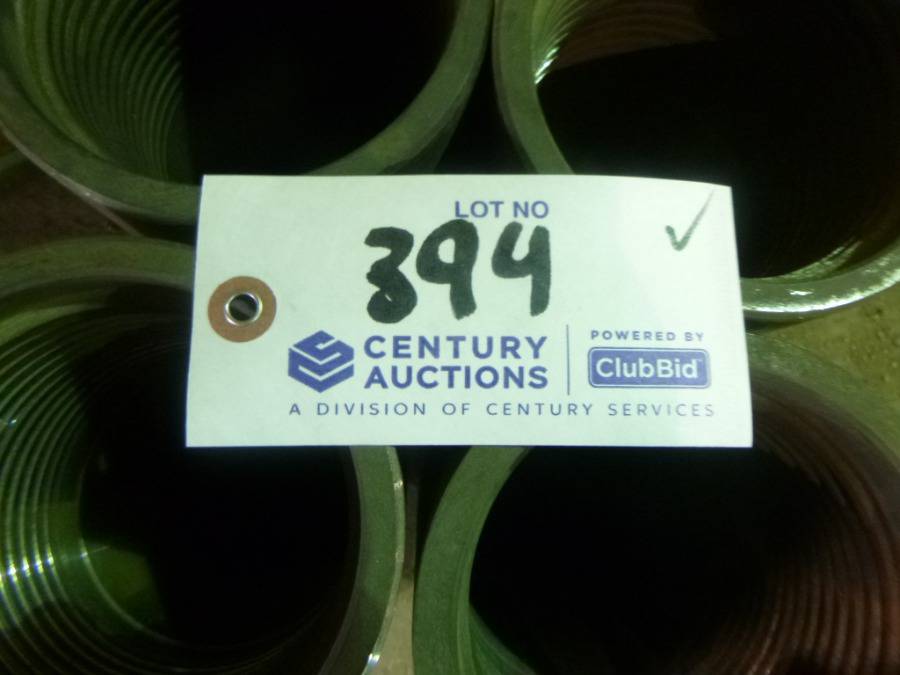 LOT NO
394
CENTURY
AUCTIONS
POWERED BY
ClubBid
A DIVISION OF CENTURY SERVICES